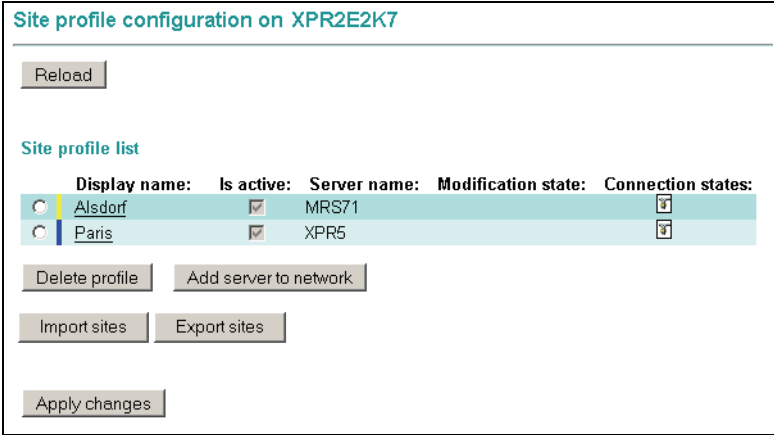 Site profile configuration on XPR2E2K7
Reload
Site profile list
Display name: Is active: Server name: Modification state: Connection states:
Alsdorf MRS71
Paris XPR5
Delete profile Add server to network
Import sites Export sites
Apply changes